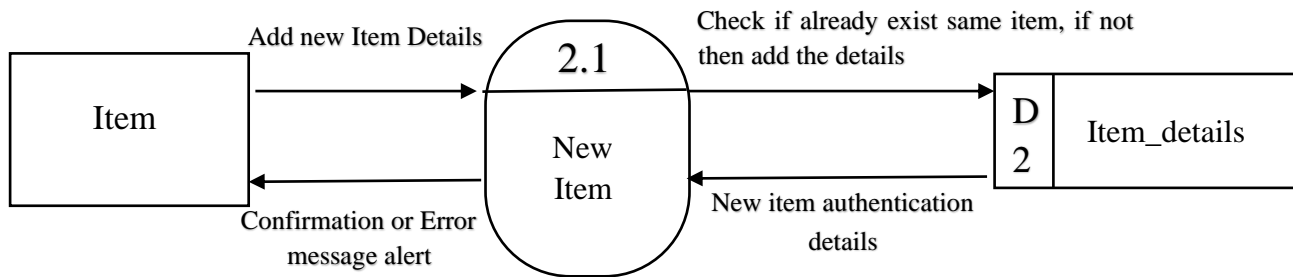 Add new Item Details
Check if already exist same item, if not
then add the details
2.1
Item
D
2
Item_details
New
Item
Confirmation or Error
message alert
New item authentication
details